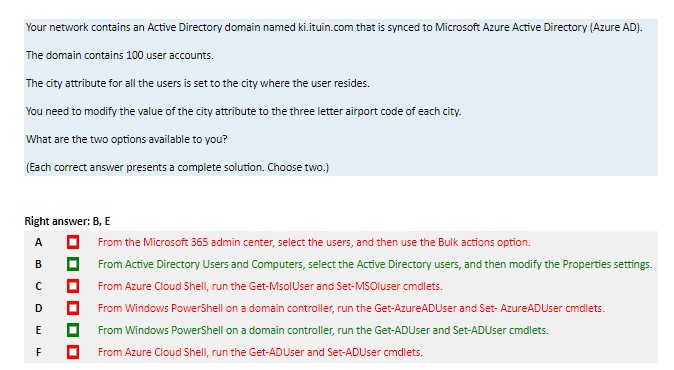 Your network contains an Active Directory domain named ki.ituin.com that is synced to Microsoft Azure Active Directory (Azure AD).
The domain contains 100 user accounts.
The city attribute for all the users is set to the city where the user resides.
You need to modify the value of the city attribute to the three letter airport code of each city.
What are the two options available to you?
(Each correct answer presents a complete solution. Choose two.)
Right answer: B, E
A From the Microsoft 365 admin center, select the users, and then use the Bulk actions option.
B From Active Directory Users and Computers, select the Active Directory users, and then modify the Properties settings.
C From Azure Cloud Shell, run the Get-MsolUser and Set-MSOluser cmdlets.
D From Windows PowerShell on a domain controller, run the Get-AzureADUser and Set- AzureADUser cmdlets.
E From Windows PowerShell on a domain controller, run the Get-ADUser and Set-ADUser cmdlets.
F From Azure Cloud Shell, run the Get-ADUser and Set-ADUser cmdlets.